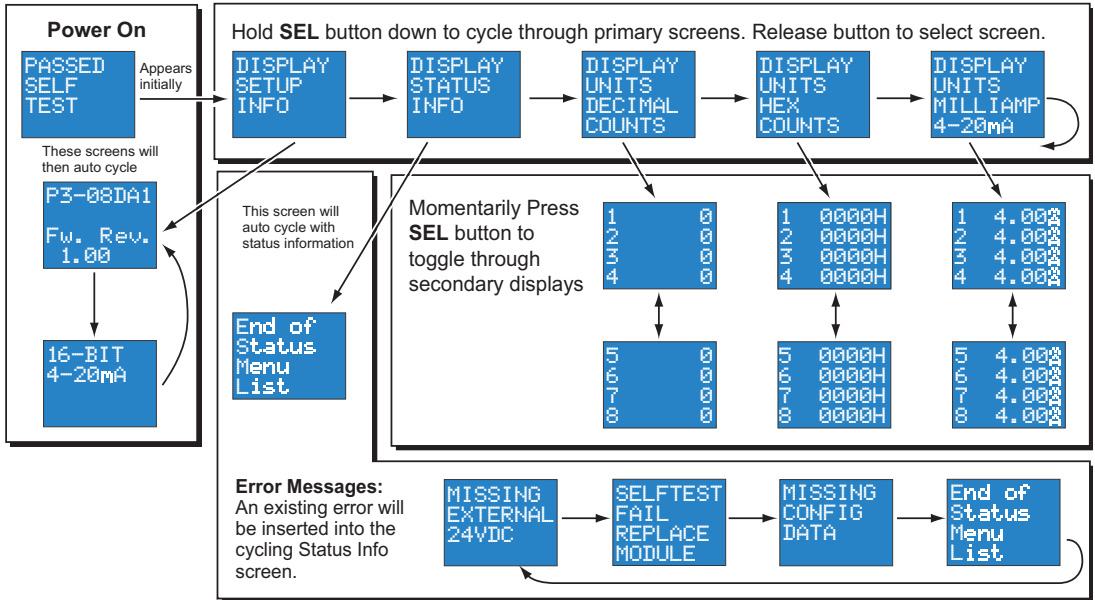 Power On
PASSED
SELF
TEST
Appears
initially
These screens will
then auto cycle
P3-08DA1
Fw. Rev.
1.00
16-BIT
4-20mA
Hold SEL button down to cycle through primary screens. Release button to select screen.
DISPLAY
SETUP
INFO
DISPLAY
STATUS
INFO
DISPLAY
UNITS
DECIMAL
COUNTS
DISPLAY
UNITS
HEX
COUNTS
DISPLAY
UNITS
MILLIAMP
4-20mA
This screen will
auto cycle with
status information
End of
Status
Menu
List
Momentarily Press
SEL button to
toggle through
secondary displays
1 0
2 0
3 0
4 0
5 0
6 0
7 0
8 0
1 0000H
2 0000H
3 0000H
4 0000H
5 0000H
6 0000H
7 0000H
8 0000H
1 4.00
2 4.00
3 4.00
4 4.00
5 4.00
6 4.00
7 4.00
8 4.00
Error Messages:
An existing error will
be inserted into the
cycling Status Info
screen.
MISSING
EXTERNAL
24VDC
SELFTEST
FAIL
REPLACE
MODULE
MISSING
CONFIG
DATA
End of
Status
Menu
List